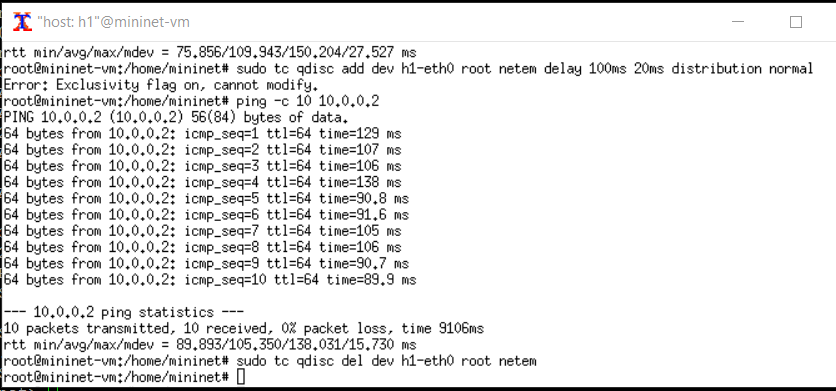 "host: h1"@mininet-vm
rtt min/avg/max/mdev = 75.856/109.943/150.204/27.527 ms
root@mininet-vm:/home/mininet# sudo tc qdisc add dev h1-eth0 root netem delay 100ms 20ms distribution normal
Error: Exclusivity flag on, cannot modify.
root@mininet-vm:/home/mininet# ping -c 10 10.0.0.2
PING 10.0.0.2 (10.0.0.2) 56(84) bytes of data.
64 bytes from 10.0.0.2: icmp_seq=1 ttl=64 time=129 ms
64 bytes from 10.0.0.2: icmp_seq=2 ttl=64 time=107 ms
64 bytes from 10.0.0.2: icmp_seq=3 ttl=64 time=106 ms
64 bytes from 10.0.0.2: icmp_seq=4 ttl=64 time=138 ms
64 bytes from 10.0.0.2: icmp_seq=5 ttl=64 time=90.8 ms
64 bytes from 10.0.0.2: icmp_seq=6 ttl=64 time=91.6 ms
64 bytes from 10.0.0.2: icmp_seq=7 ttl=64 time=105 ms
64 bytes from 10.0.0.2: icmp_seq=8 ttl=64 time=106 ms
64 bytes from 10.0.0.2: icmp_seq=9 ttl=64 time=90.7 ms
64 bytes from 10.0.0.2: icmp_seq=10 ttl=64 time=89.9 ms

--- 10.0.0.2 ping statistics ---
10 packets transmitted, 10 received, 0% packet loss, time 9106ms
rtt min/avg/max/mdev = 89.893/105.350/138.031/15.730 ms
root@mininet-vm:/home/mininet# sudo tc qdisc del dev h1-eth0 root netem
root@mininet-vm:/home/mininet#